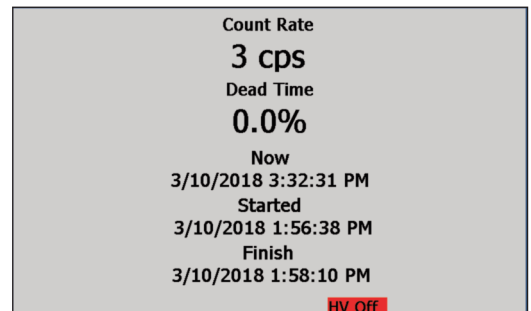 Count Rate
3 cps
Dead Time
0.0%
Now
3/10/2018 3:32:31 PM
Started
3/10/2018 1:56:38 PM
Finish
3/10/2018 1:58:10 PM
HV Off